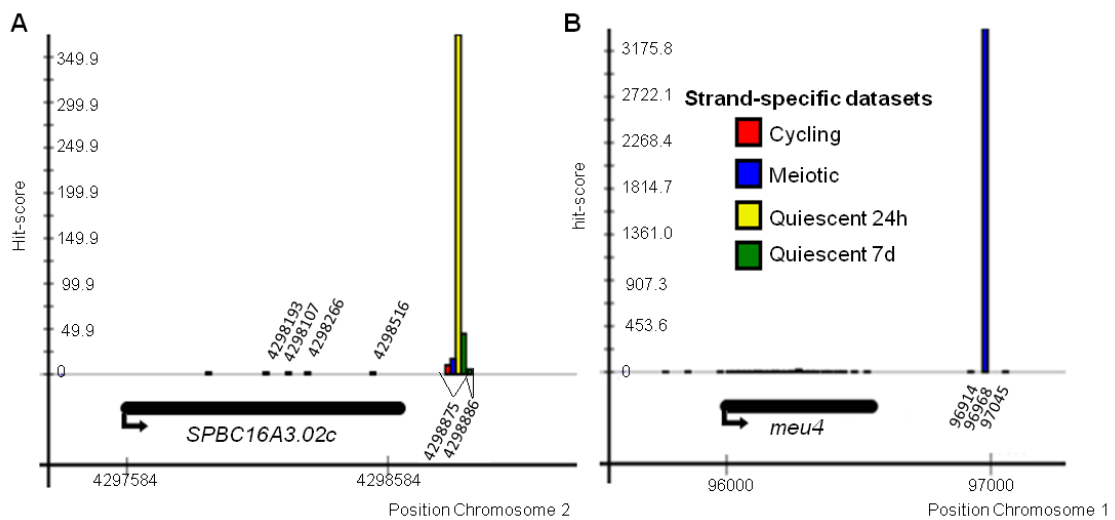 A
Hit-score
349.9
299.9
249.9
199.9
149.9
99.9
49.9
0
4298193
4298107
4298266
4298516
4298875
4298886
SPBC16A3.02c
4297584
4298584
Position Chromosome 2
B
hit-score
3175.8
2722.1
2268.4
1814.7
1361.0
907.3
453.6
0
Strand-specific datasets
Cycling
Meiotic
Quiescent 24h
Quiescent 7d
96914
96968
97045
meu4
96000
97000
Position Chromosome 1